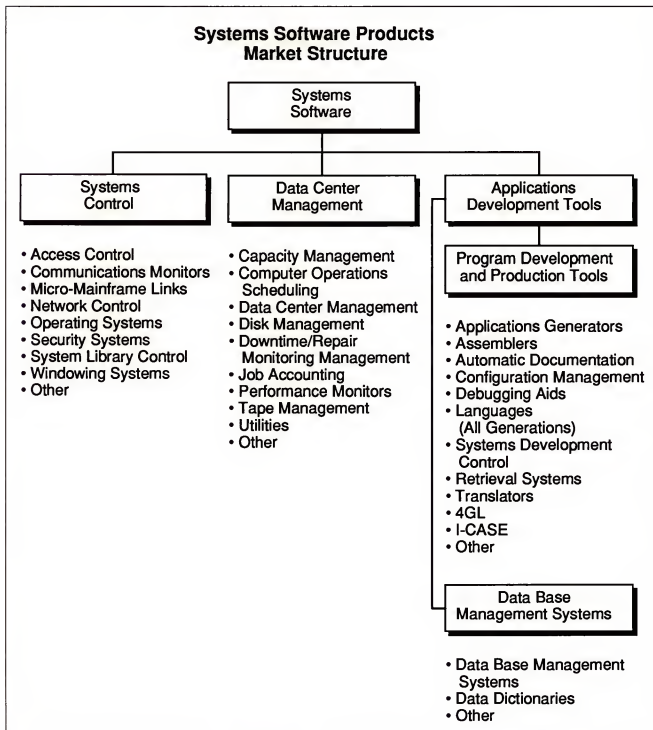 Systems Software Products
Market Structure
Systems
Software
Systems
Control
• Access Control
• Communications Monitors
• Micro-Mainframe Links
• Network Control
• Operating Systems
• Security Systems
• System Library Control
• Windowing Systems
• Other
Data Center
Management
• Capacity Management
• Computer Operations
Scheduling
• Data Center Management
• Disk Management
• Downtime/Repair
Monitoring Management
• Job Accounting
• Performance Monitors
• Tape Management
• Utilities
• Other
Applications
Development Tools
Program Development
and Production Tools
• Applications Generators
• Assemblers
• Automatic Documentation
• Configuration Management
• Debugging Aids
• Languages
(All Generations)
• Systems Development
Control
• Retrieval Systems
• Translators
• 4GL
• I-CASE
• Other
Data Base
Management Systems
• Data Base Management
Systems
• Data Dictionaries
• Other